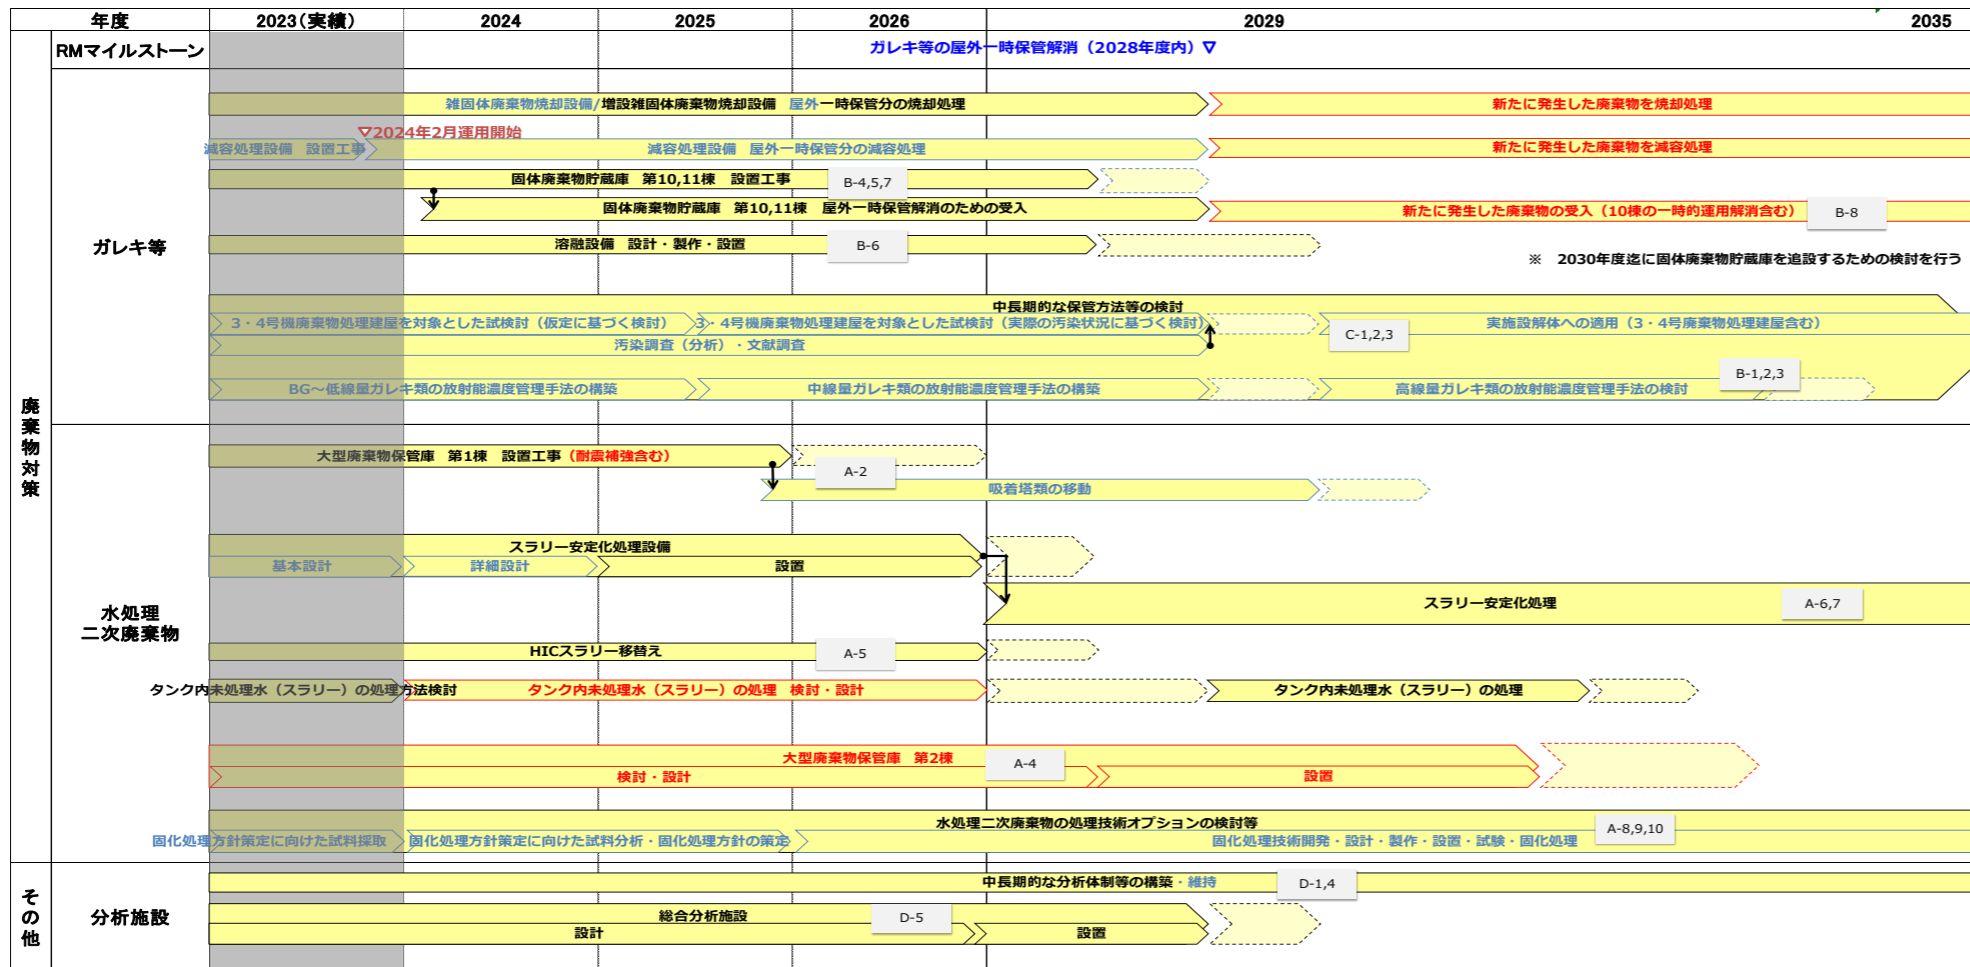 年度 2023（実績） 2024 2025 2026 2029 2035
RMマイルストーン
ガレキ等の屋外一時保管解消（2028年度内）▽
廃棄物対策
ガレキ等
雑固体廃棄物焼却設備/増設雑固体廃棄物焼却設備　屋外一時保管分の焼却処理
新たに発生した廃棄物を焼却処理
▽2024年2月運用開始
減容処理設備　設置工事
減容処理設備　屋外一時保管分の減容処理
新たに発生した廃棄物を減容処理
固体廃棄物貯蔵庫　第10,11棟　設置工事
B-4,5,7
固体廃棄物貯蔵庫　第10,11棟　屋外一時保管解消のための受入
新たに発生した廃棄物の受入（10棟の一時的運用解消含む）
B-8
溶融設備　設計・製作・設置
B-6
※　2030年度迄に固体廃棄物貯蔵庫を追設するための検討を行う
中長期的な保管方法等の検討
3・4号機廃棄物処理建屋を対象とした試検討（仮定に基づく検討）
3・4号機廃棄物処理建屋を対象とした試検討（実際の汚染状況に基づく検討）
実施設解体への適用（3・4号廃棄物処理建屋含む）
C-1,2,3
汚染調査（分析）・文献調査
BG～低線量ガレキ類の放射能濃度管理手法の構築
中線量ガレキ類の放射能濃度管理手法の構築
高線量ガレキ類の放射能濃度管理手法の検討
B-1,2,3
水処理
二次廃棄物
大型廃棄物保管庫　第1棟　設置工事（耐震補強含む）
A-2
吸着塔類の移動
スラリー安定化処理設備
基本設計
詳細設計
設置
スラリー安定化処理
A-6,7
HICスラリー移替え
A-5
タンク内未処理水（スラリー）の処理方法検討
タンク内未処理水（スラリー）の処理　検討・設計
タンク内未処理水（スラリー）の処理
大型廃棄物保管庫　第2棟
A-4
検討・設計
設置
水処理二次廃棄物の処理技術オプションの検討等
A-8,9,10
固化処理方針策定に向けた試料採取
固化処理方針策定に向けた試料分析・固化処理方針の策定
固化処理技術開発・設計・製作・設置・試験・固化処理
その他
分析施設
中長期的な分析体制等の構築・維持
D-1,4
総合分析施設
D-5
設計
設置